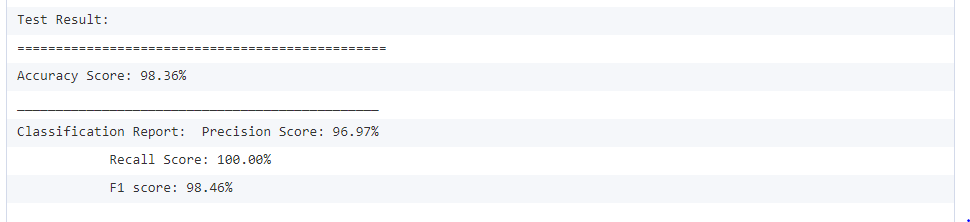 Test Result:
================================================
Accuracy Score: 98.36%
_______________________________________________
Classification Report:  Precision Score: 96.97%
Recall Score: 100.00%
F1 score: 98.46%